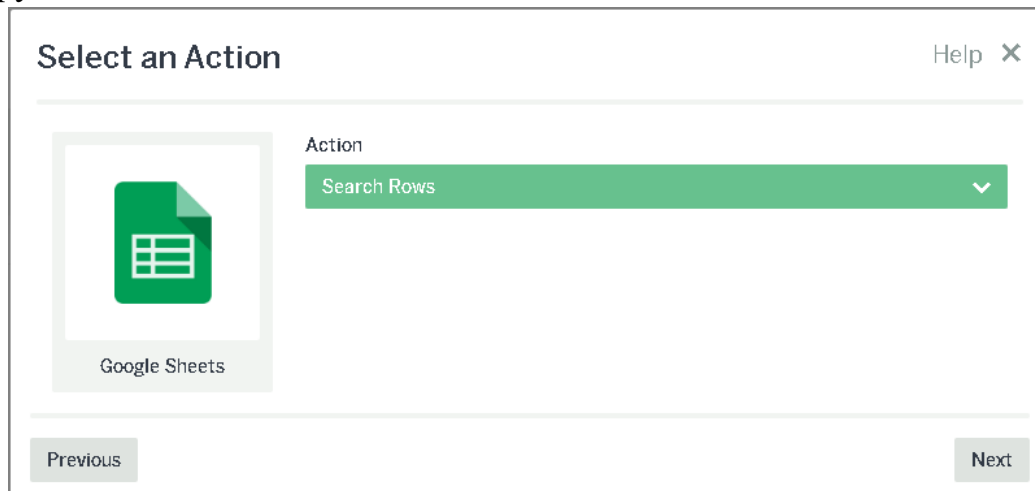 Select an Action
Help ×
Action
Search Rows
Google Sheets
Previous
Next